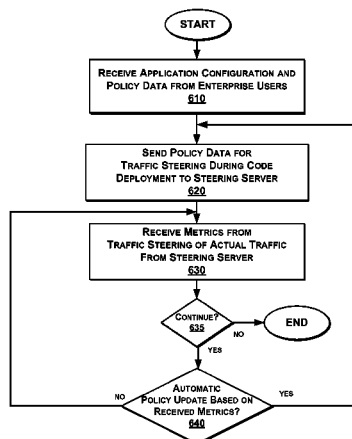 START
RECEIVE APPLICATION CONFIGURATION AND
POLICY DATA FROM ENTERPRISE USERS
610
SEND POLICY DATA FOR
TRAFFIC STEERING DURING CODE
DEPLOYMENT TO STEERING SERVER
620
RECEIVE METRICS FROM
TRAFFIC STEERING OF ACTUAL TRAFFIC
FROM STEERING SERVER
630
CONTINUE?
635
NO
END
YES
AUTOMATIC
POLICY UPDATE BASED ON
RECEIVED METRICS?
640
NO
YES